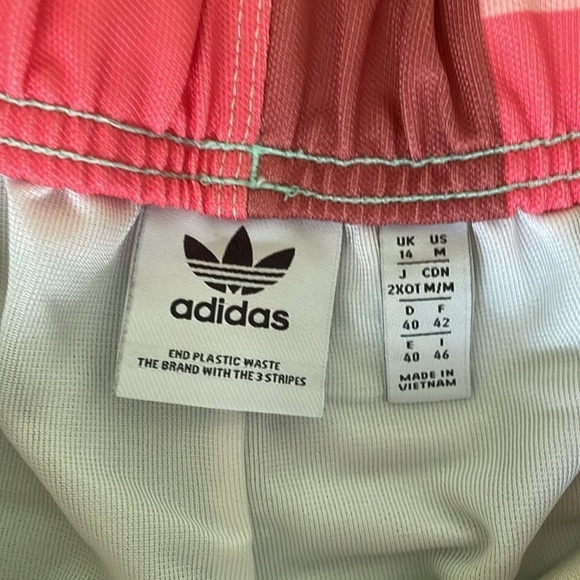 adidas
END PLASTIC WASTE
THE BRAND WITH THE 3 STRIPES
UK US
14 M
J CDN
2XOT M/M
D F
40 42
E I
40 46
MADE IN
VIETNAM